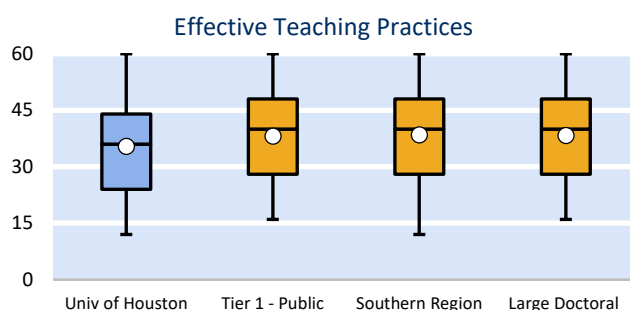 Effective Teaching Practices
60
45
30
15
0
Univ of Houston Tier 1 - Public Southern Region Large Doctoral